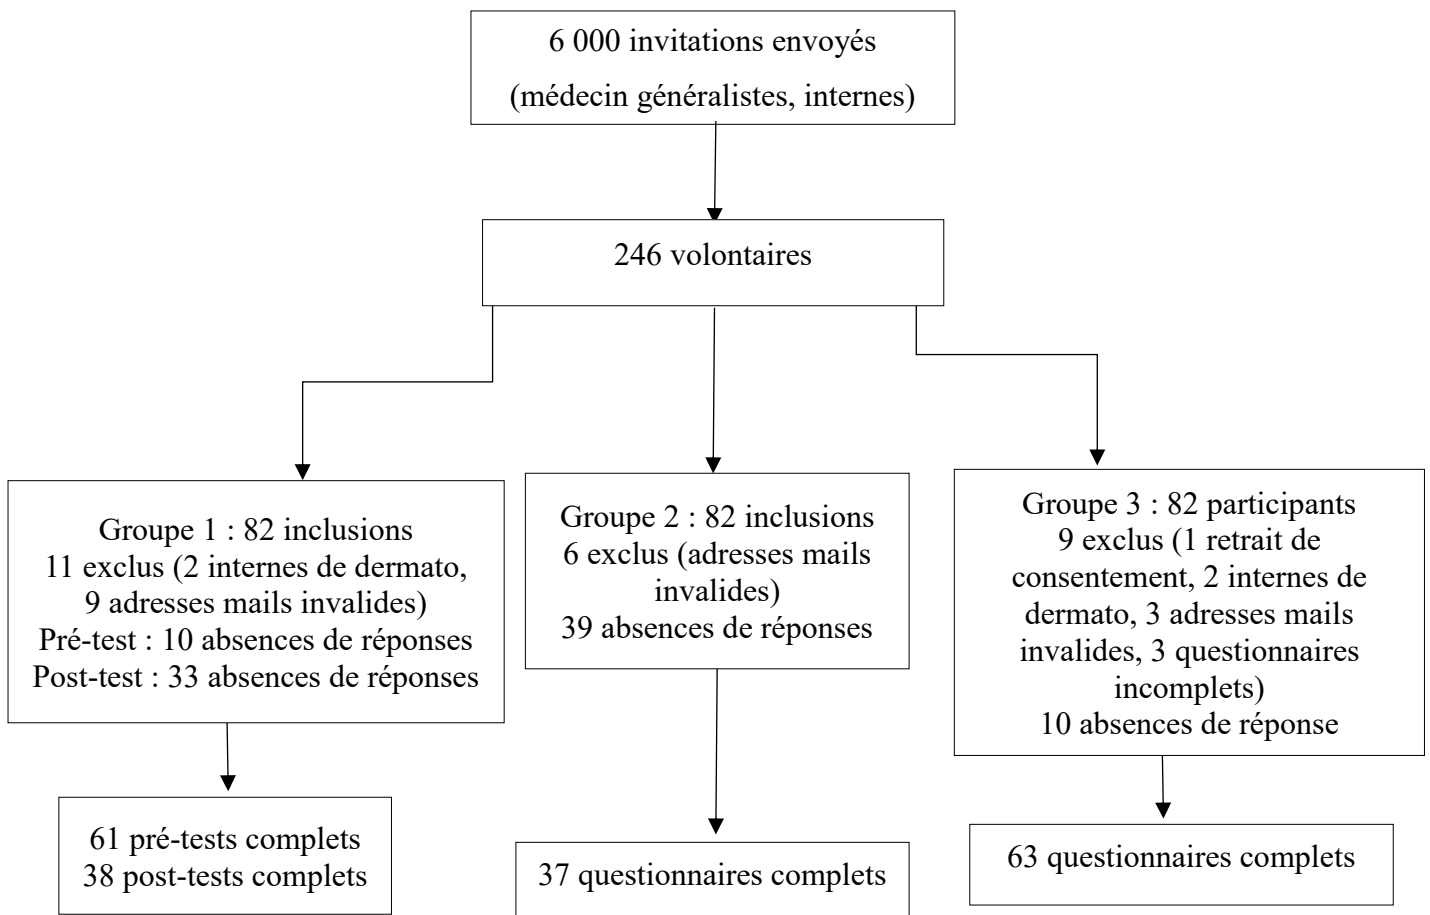 6 000 invitations envoyés
(médecin généralistes, internes)
246 volontaires
Groupe 1 : 82 inclusions
11 exclus (2 internes de dermato,
9 adresses mails invalides)
Pré-test : 10 absences de réponses
Post-test : 33 absences de réponses
Groupe 2 : 82 inclusions
6 exclus (adresses mails
invalides)
39 absences de réponses
Groupe 3 : 82 participants
9 exclus (1 retrait de
consentement, 2 internes de
dermato, 3 adresses mails
invalides, 3 questionnaires
incomplets)
10 absences de réponse
61 pré-tests complets
38 post-tests complets
37 questionnaires complets
63 questionnaires complets